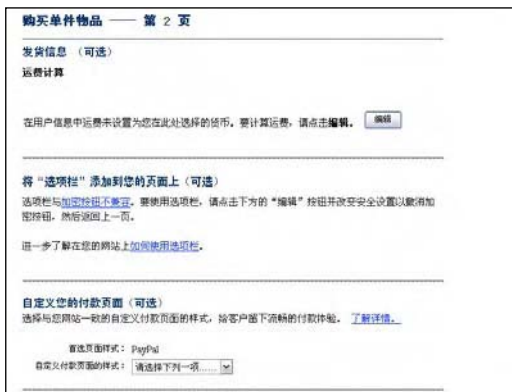 购买单件物品 —— 第 2 页
发货信息 （可选）
运费计算
在用户信息中运费未设置为您在此处选择的货币。要计算运费，请点击编辑。 编辑
将“选项栏”添加到您的页面上（可选）
选项栏与加密按钮不兼容。要使用选项栏，请点击下方的“编辑”按钮并改变安全设置以撤消加
密按钮，然后返回上一页。
进一步了解在您的网站上如何使用选项栏。
自定义您的付款页面（可选）
选择与您网站一致的自定义付款页面的样式，给客户留下流畅的付款体验。 了解详情。
首选页面样式： PayPal
自定义付款页面的样式： 请选择下列一项......